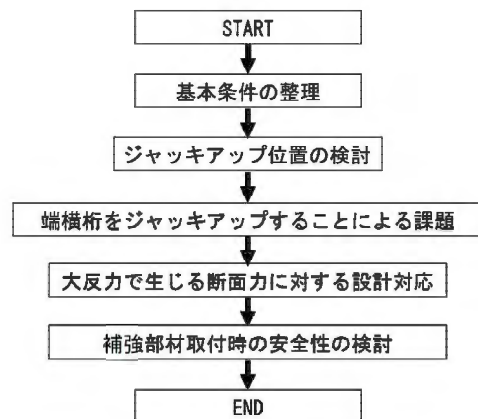 START
基本条件の整理
ジャッキアップ位置の検討
端横桁をジャッキアップすることによる課題
大反力で生じる断面力に対する設計対応
補強部材取付時の安全性の検討
END